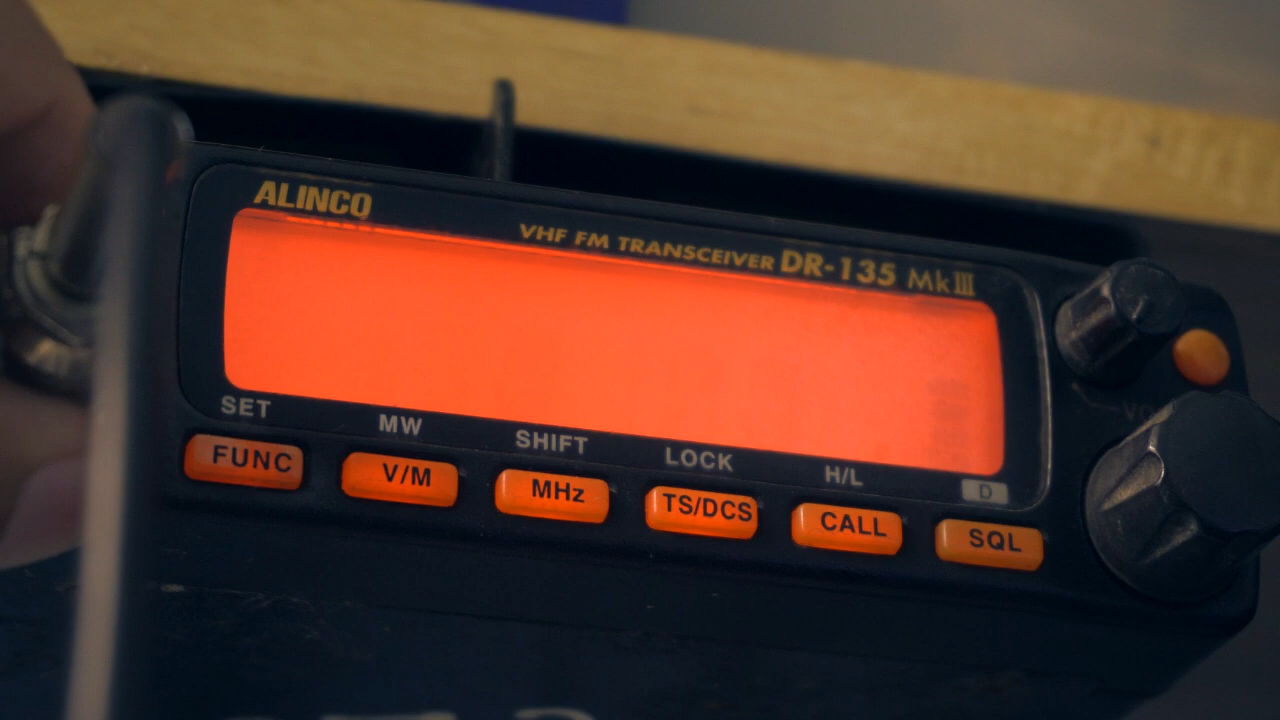 ALINCO
VHF FM TRANSCEIVER DR-135 MkIII
SET MW SHIFT LOCK H/L D
FUNC V/M MHz TS/DCS CALL SQL